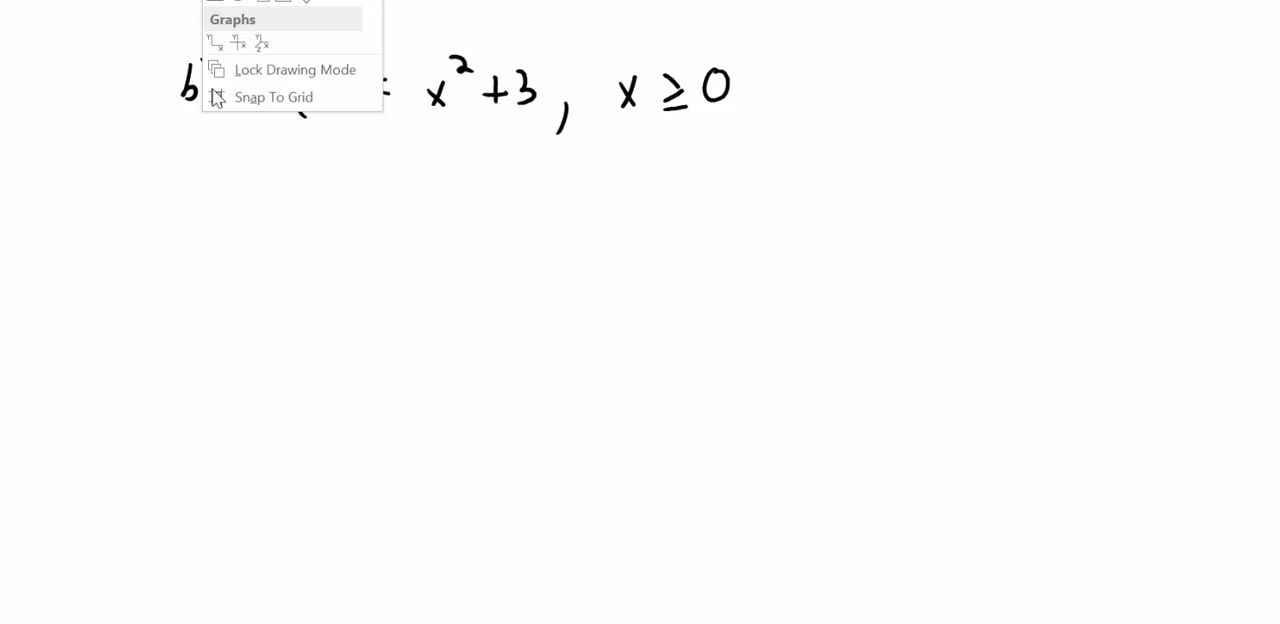 Graphs
Lock Drawing Mode
Snap To Grid
b = x² + 3, x ≥ 0